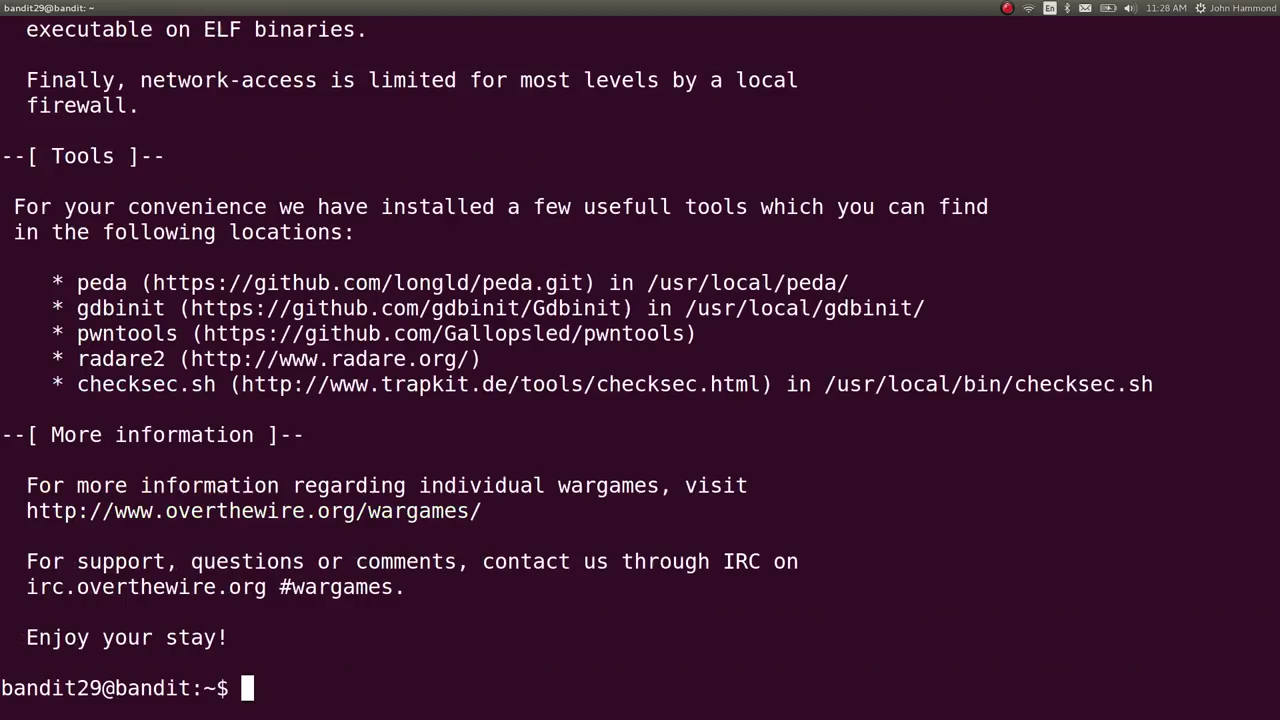 bandit29@bandit: ~
En
11:28 AM
John Hammond
executable on ELF binaries.
Finally, network-access is limited for most levels by a local
firewall.
--[ Tools ]--
For your convenience we have installed a few usefull tools which you can find
in the following locations:
* peda (https://github.com/longld/peda.git) in /usr/local/peda/
* gdbinit (https://github.com/gdbinit/Gdbinit) in /usr/local/gdbinit/
* pwntools (https://github.com/Gallopsled/pwntools)
* radare2 (http://www.radare.org/)
* checksec.sh (http://www.trapkit.de/tools/checksec.html) in /usr/local/bin/checksec.sh
--[ More information ]--
For more information regarding individual wargames, visit
http://www.overthewire.org/wargames/
For support, questions or comments, contact us through IRC on
irc.overthewire.org #wargames.
Enjoy your stay!
bandit29@bandit:~$